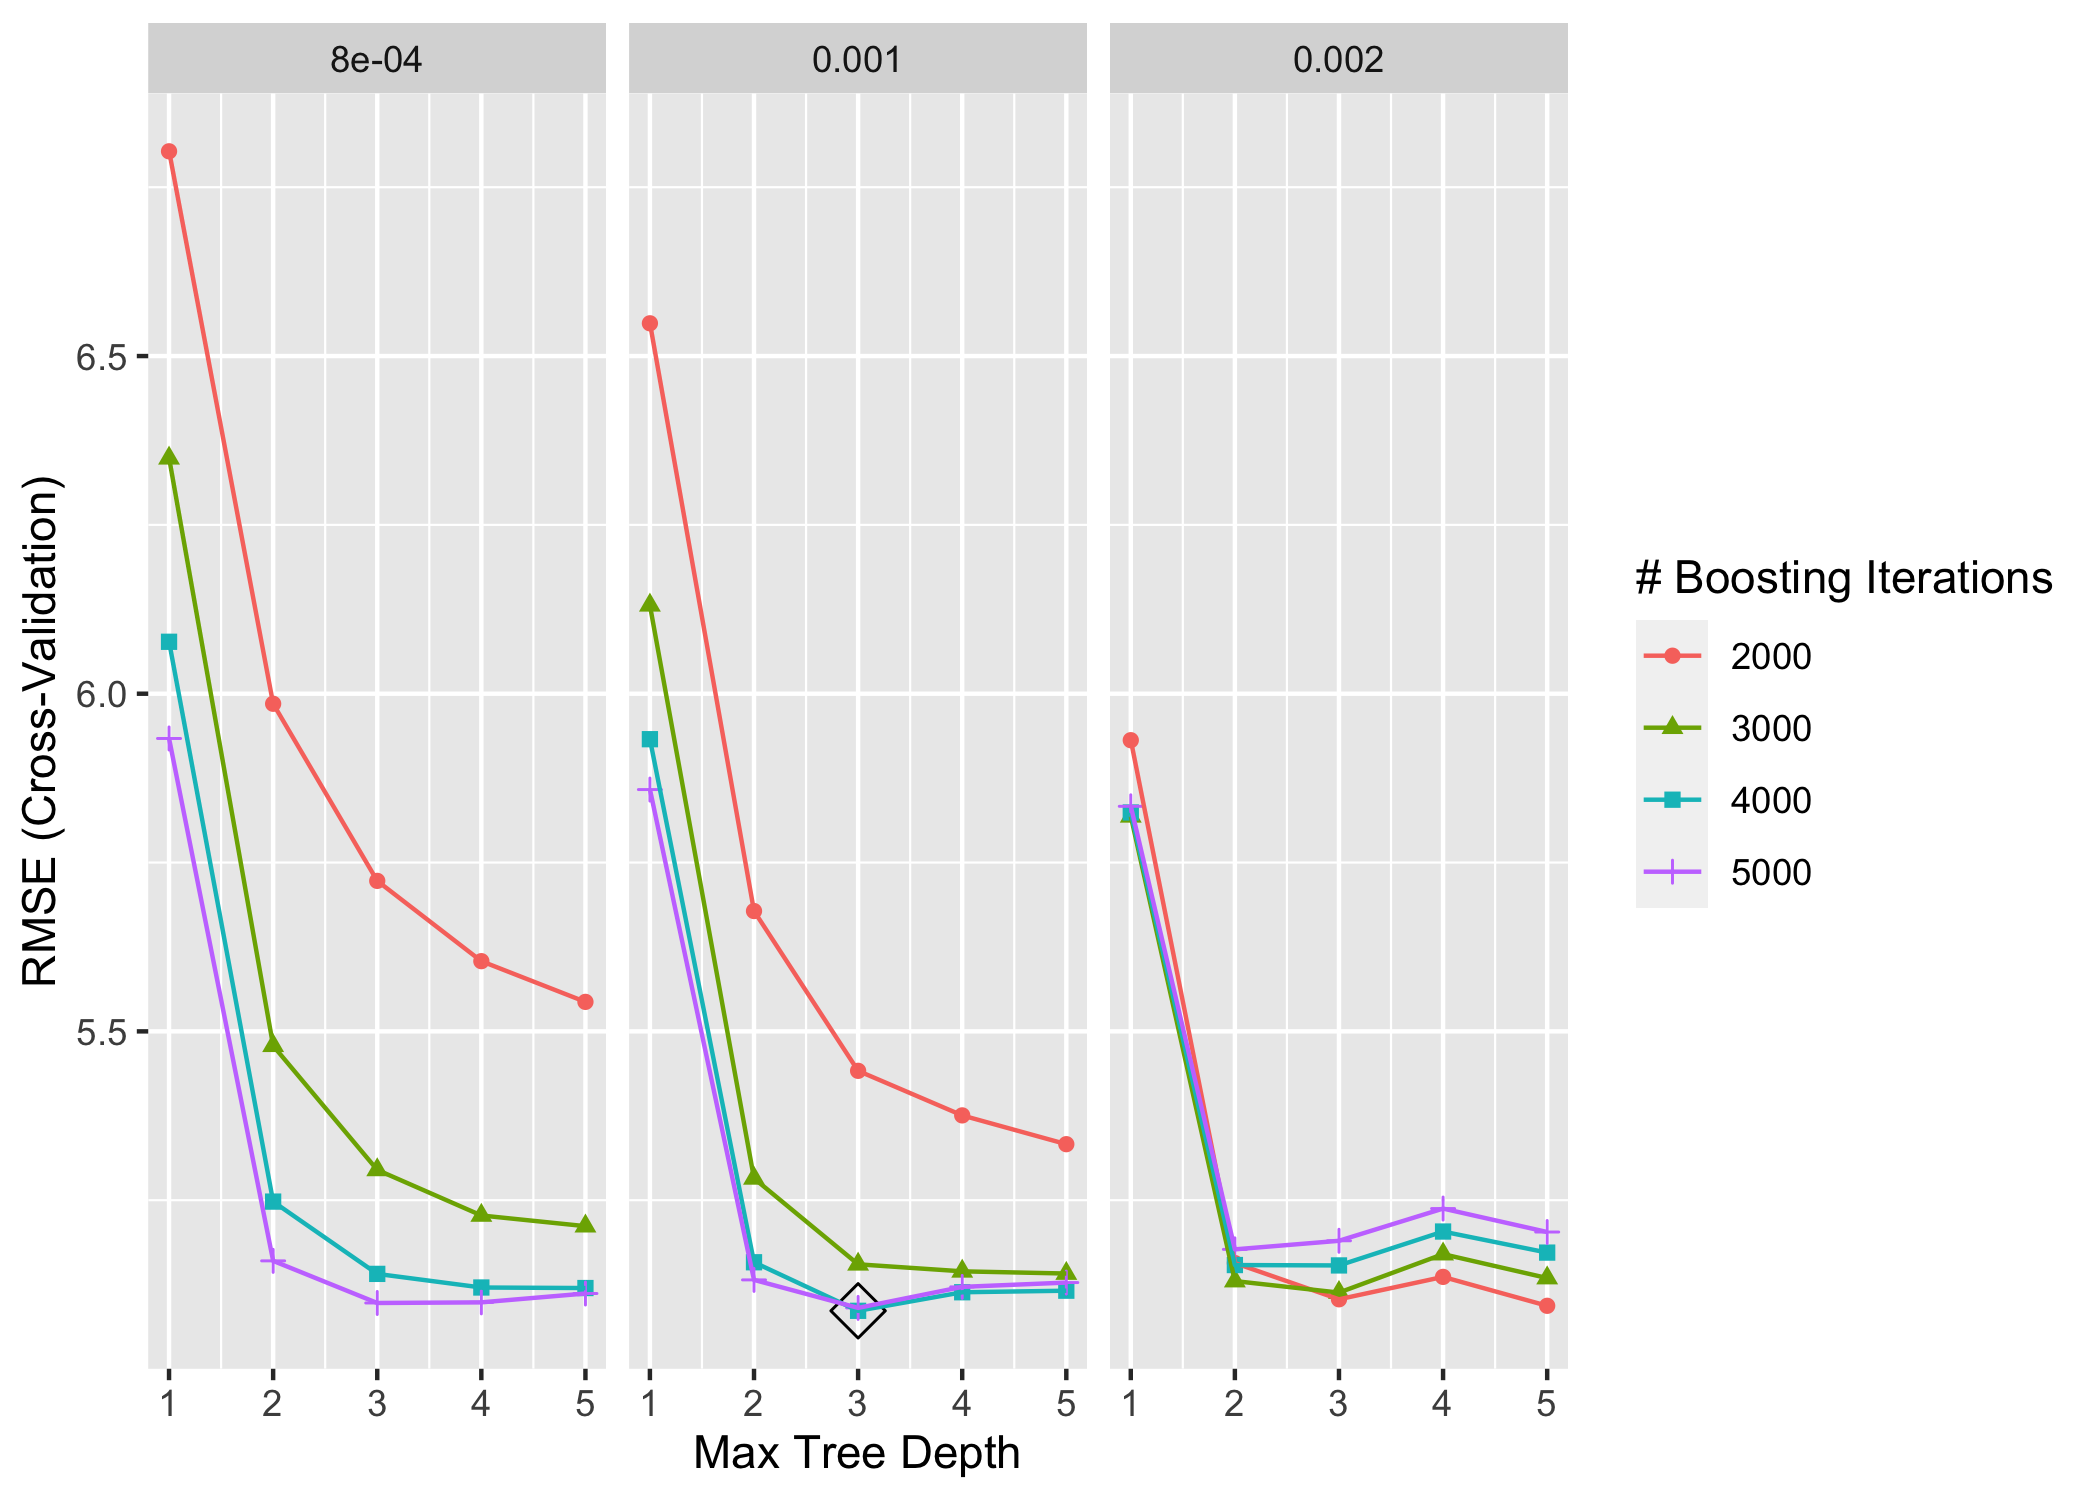 8e-04
0.001
0.002
6.5
6.0
5.5
RMSE (Cross-Validation)
1 2 3 4 5
1 2 3 4 5
1 2 3 4 5
Max Tree Depth
# Boosting Iterations
2000
3000
4000
5000